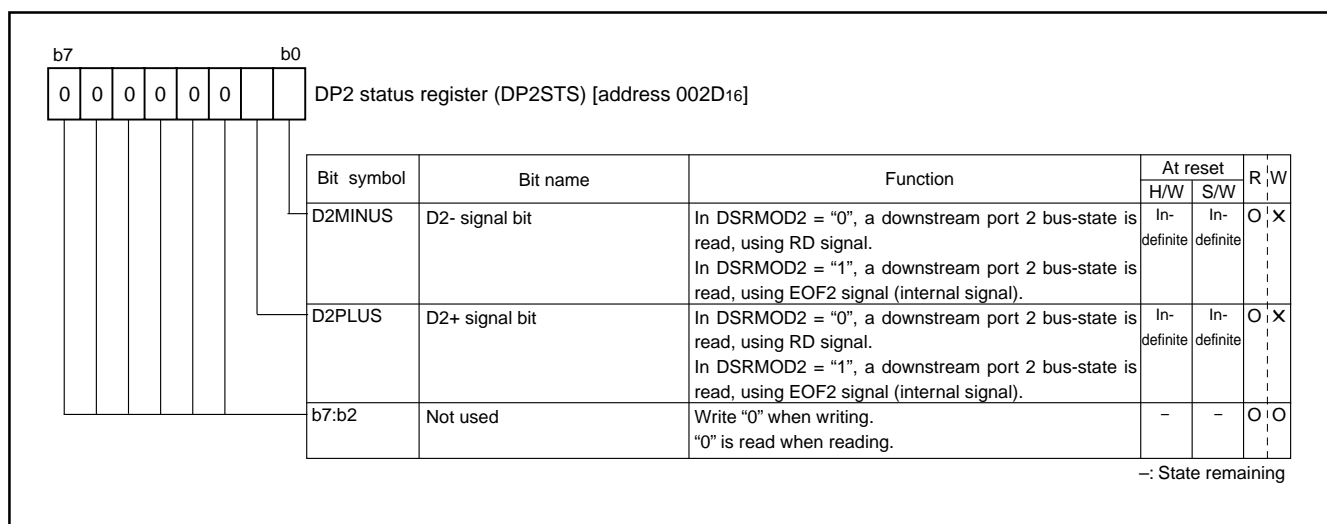 b7 b0
0 0 0 0 0 0 DP2 status register (DP2STS) [address 002D16]
Bit symbol Bit name Function At reset R W
H/W S/W
D2MINUS D2- signal bit In DSRMOD2 = “0”, a downstream port 2 bus-state is In- In- O X
read, using RD signal. definite definite
In DSRMOD2 = “1”, a downstream port 2 bus-state is
read, using EOF2 signal (internal signal).
D2PLUS D2+ signal bit In DSRMOD2 = “0”, a downstream port 2 bus-state is In- In- O X
read, using RD signal. definite definite
In DSRMOD2 = “1”, a downstream port 2 bus-state is
read, using EOF2 signal (internal signal).
b7:b2 Not used Write “0” when writing. – – O O
“0” is read when reading.
–: State remaining